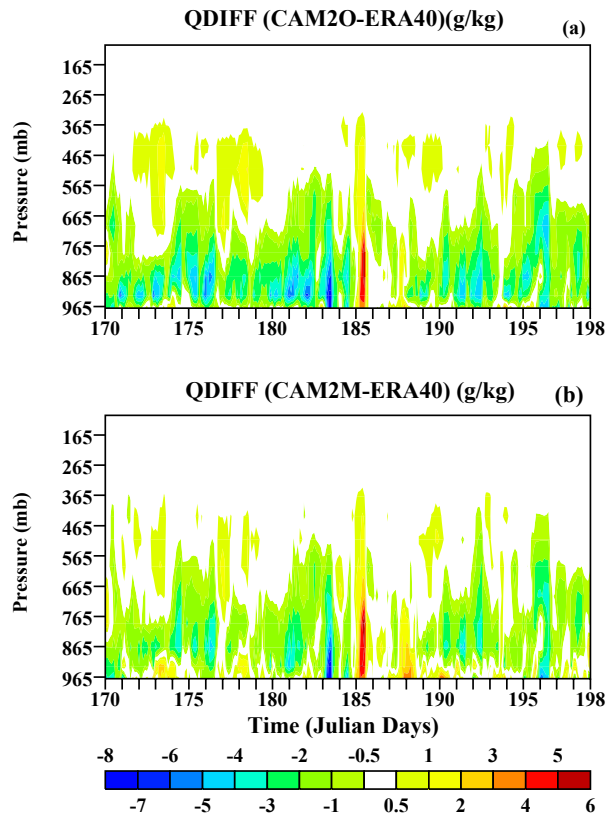 QDIFF (CAM2O-ERA40)(g/kg)
(a)
Pressure (mb)
165
265
365
465
565
665
765
865
965
170 175 180 185 190 195 198
QDIFF (CAM2M-ERA40) (g/kg)
(b)
Pressure (mb)
165
265
365
465
565
665
765
865
965
170 175 180 185 190 195 198
Time (Julian Days)
-8 -6 -4 -2 -0.5 1 3 5
-7 -5 -3 -1 0.5 2 4 6